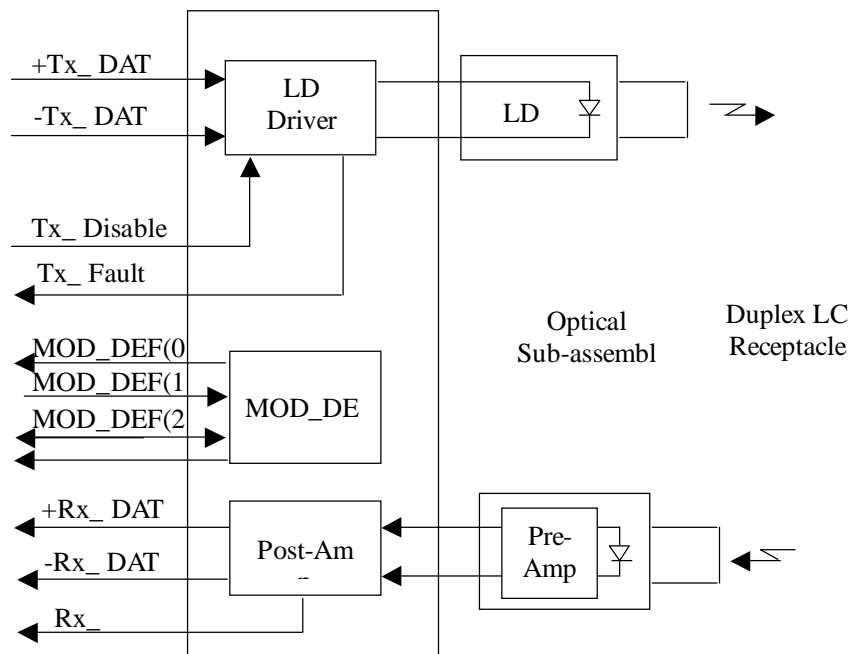 +Tx_ DAT
-Tx_ DAT
LD
Driver
LD
Tx_ Disable
Tx_ Fault
Optical
Sub-assembl
Duplex LC
Receptacle
MOD_DEF(0
MOD_DEF(1
MOD_DEF(2
MOD_DE
+Rx_ DAT
-Rx_ DAT
Rx_
Post-Am
Pre-
Amp